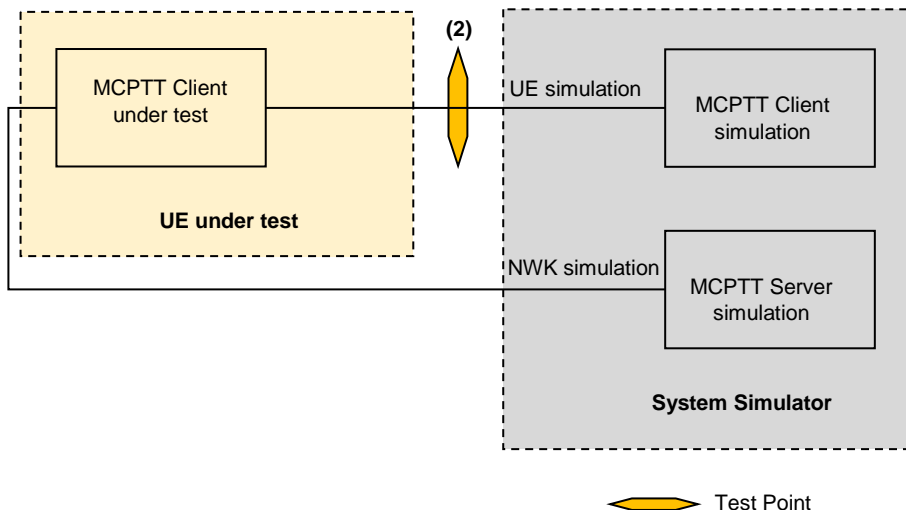 (2)
MCPTT Client
under test
UE simulation
MCPTT Client
simulation
UE under test
NWK simulation
MCPTT Server
simulation
System Simulator
Test Point